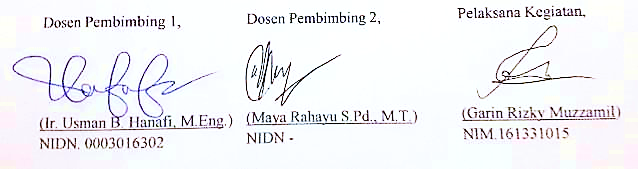 Dosen Pembimbing 1, Dosen Pembimbing 2, Pelaksana Kegiatan,
(Ir. Usman B. Hanafi, M.Eng.) (Maya Rahayu S.Pd., M.T.) (Garin Rizky Muzzamil)
NIDN. 0003016302 NIDN - NIM.161331015